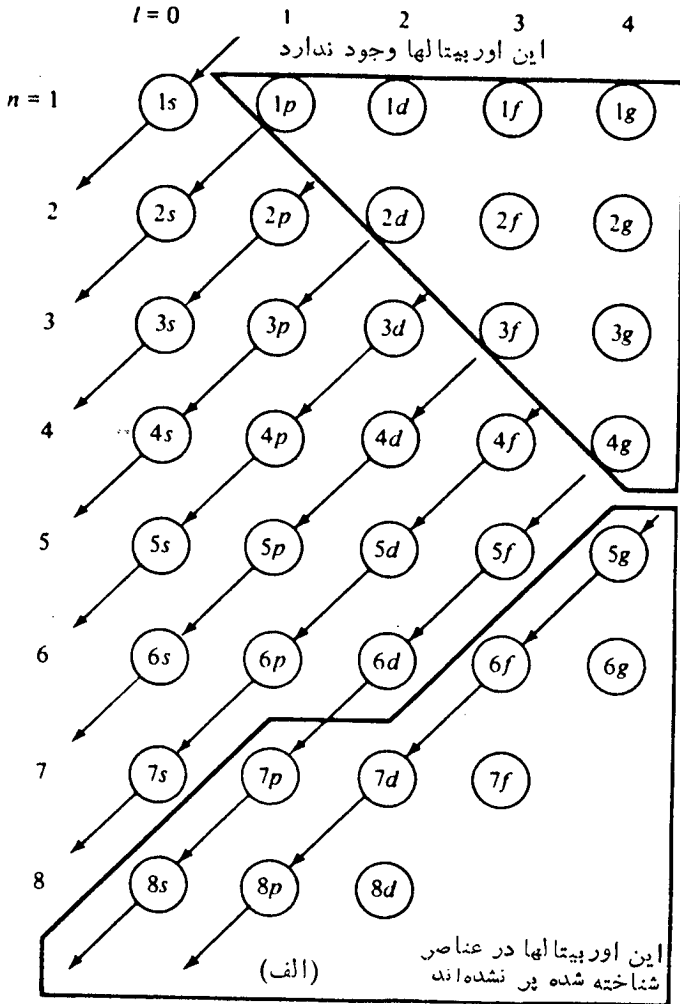 l = 0 1 2 3 4
این اوربیتالها وجود ندارد
n = 1 1s 1p 1d 1f 1g
2 2s 2p 2d 2f 2g
3 3s 3p 3d 3f 3g
4 4s 4p 4d 4f 4g
5 5s 5p 5d 5f 5g
6 6s 6p 6d 6f 6g
7 7s 7p 7d 7f
8 8s 8p 8d
این اوربیتالها در عناصر
شناخته شده پر نشده‌اند
(الف)